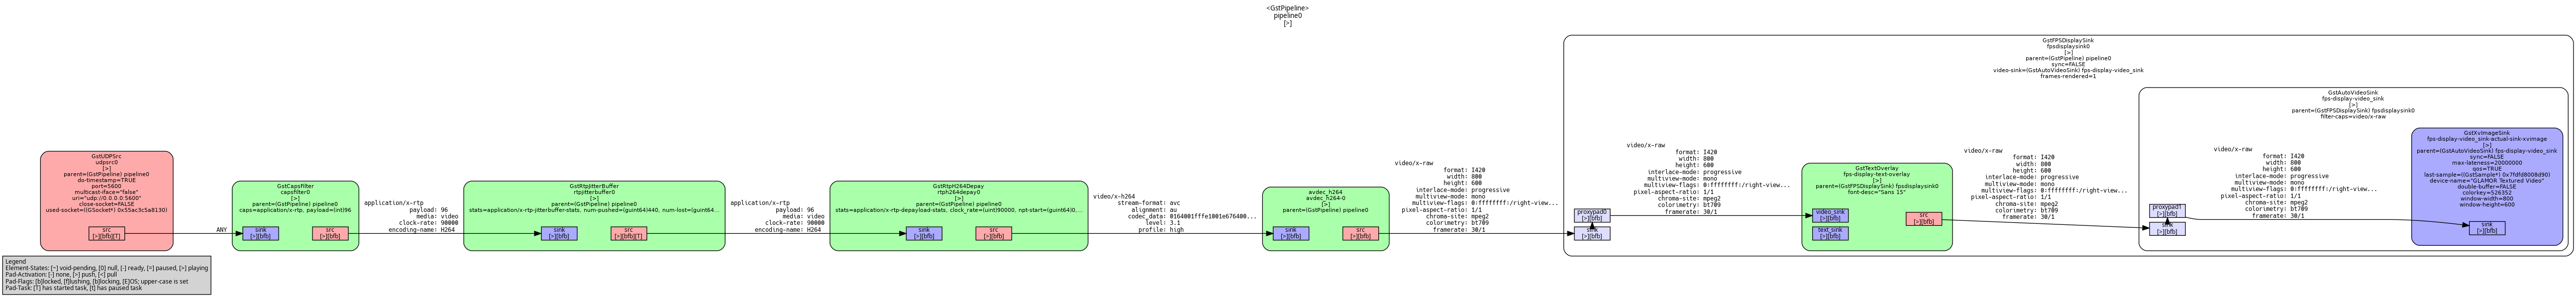 <GstPipeline>
pipeline0
[>]
GstUDPSrc
udpsrc0
[>]
parent=(GstPipeline) pipeline0
do-timestamp=TRUE
port=5600
multicast-iface="false"
uri="udp://0.0.0.0:5600"
close-socket=FALSE
used-socket=((GSocket*) 0x55ac3c5a8130)
src
[>][bfb][T]
ANY
GstCapsFilter
capsfilter0
[>]
parent=(GstPipeline) pipeline0
caps=application/x-rtp, payload=(int)96
sink
[>][bfb]
src
[>][bfb]
application/x-rtp
payload: 96
media: video
clock-rate: 90000
encoding-name: H264
GstRtpJitterBuffer
rtpjitterbuffer0
[>]
parent=(GstPipeline) pipeline0
stats=application/x-rtp-jitterbuffer-stats, num-pushed=(guint64)440, num-lost=(guint64...
sink
[>][bfb]
src
[>][bfb][T]
application/x-rtp
payload: 96
media: video
clock-rate: 90000
encoding-name: H264
GstRtpH264Depay
rtph264depay0
[>]
parent=(GstPipeline) pipeline0
stats=application/x-rtp-depayload-stats, clock_rate=(uint)90000, npt-start=(guint64)0,...
sink
[>][bfb]
src
[>][bfb]
video/x-h264
stream-format: avc
alignment: au
codec_data: 0164001fffe1001e676400...
level: 3.1
profile: high
avdec_h264
avdec_h264-0
[>]
parent=(GstPipeline) pipeline0
sink
[>][bfb]
src
[>][bfb]
video/x-raw
format: I420
width: 800
height: 600
interlace-mode: progressive
multiview-mode: mono
multiview-flags: 0:ffffffff:/right-view...
pixel-aspect-ratio: 1/1
chroma-site: mpeg2
colorimetry: bt709
framerate: 30/1
GstFPSDisplaySink
fpsdisplaysink0
[>]
parent=(GstPipeline) pipeline0
sync=FALSE
video-sink=(GstAutoVideoSink) fps-display-video_sink
frames-rendered=1
proxypad0
[>][bfb]
sink
[>][bfb]
video/x-raw
format: I420
width: 800
height: 600
interlace-mode: progressive
multiview-mode: mono
multiview-flags: 0:ffffffff:/right-view...
pixel-aspect-ratio: 1/1
chroma-site: mpeg2
colorimetry: bt709
framerate: 30/1
GstTextOverlay
fps-display-text-overlay
[>]
parent=(GstFPSDisplaySink) fpsdisplaysink0
font-desc="Sans 15"
video_sink
[>][bfb]
text_sink
[>][bfb]
src
[>][bfb]
video/x-raw
format: I420
width: 800
height: 600
interlace-mode: progressive
multiview-mode: mono
multiview-flags: 0:ffffffff:/right-view...
pixel-aspect-ratio: 1/1
chroma-site: mpeg2
colorimetry: bt709
framerate: 30/1
GstAutoVideoSink
fps-display-video_sink
[>]
parent=(GstFPSDisplaySink) fpsdisplaysink0
filter-caps=video/x-raw
proxypad1
[>][bfb]
sink
[>][bfb]
video/x-raw
format: I420
width: 800
height: 600
interlace-mode: progressive
multiview-mode: mono
multiview-flags: 0:ffffffff:/right-view...
pixel-aspect-ratio: 1/1
chroma-site: mpeg2
colorimetry: bt709
framerate: 30/1
GstXvImageSink
fps-display-video_sink-actual-sink-xvimage
[>]
parent=(GstAutoVideoSink) fps-display-video_sink
sync=FALSE
max-lateness=20000000
qos=TRUE
last-sample=((GstSample*) 0x7fdfd8008d90)
device-name="GLAMOR Textured Video"
double-buffer=FALSE
colorkey=526352
window-width=800
window-height=600
sink
[>][bfb]
Legend
Element-States: [~] void-pending, [0] null, [-] ready, [=] paused, [>] playing
Pad-Activation: [-] none, [>] push, [<] pull
Pad-Flags: [b]locked, [f]lushing, [b]locking, [E]OS; upper-case is set
Pad-Task: [T] has started task, [t] has paused task